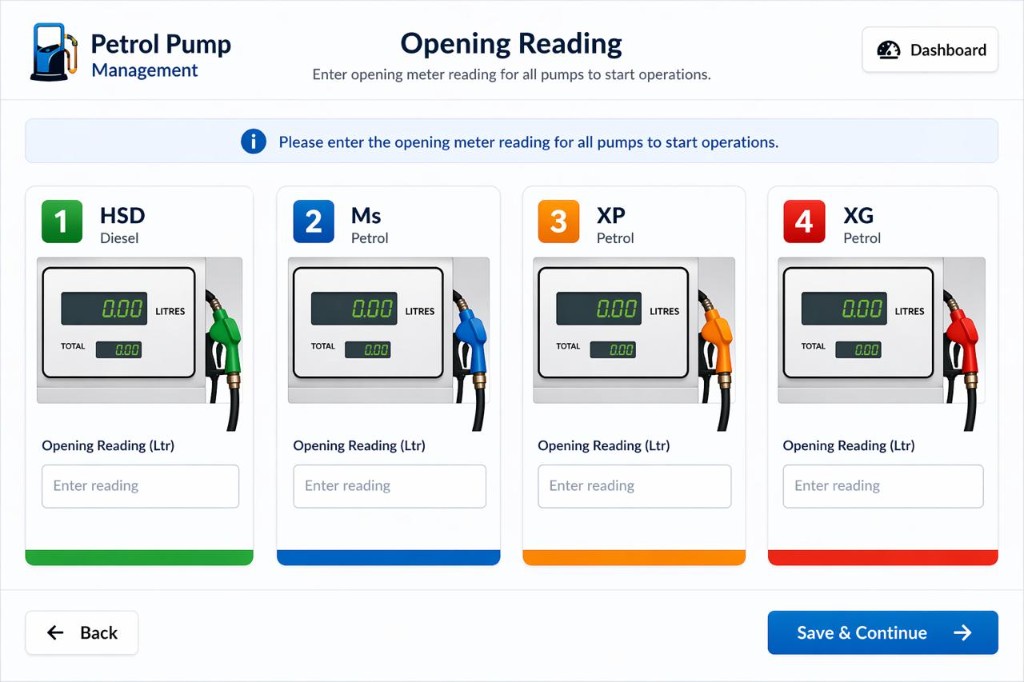 Petrol Pump
Management
Opening Reading
Enter opening meter reading for all pumps to start operations.
Dashboard
i
Please enter the opening meter reading for all pumps to start operations.
1
HSD
Diesel
0.00
LITRES
TOTAL
0.00
Opening Reading (Ltr)
Enter reading
2
Ms
Petrol
0.00
LITRES
TOTAL
0.00
Opening Reading (Ltr)
Enter reading
3
XP
Petrol
0.00
LITRES
TOTAL
0.00
Opening Reading (Ltr)
Enter reading
4
XG
Petrol
0.00
LITRES
TOTAL
0.00
Opening Reading (Ltr)
Enter reading
Back
Save & Continue